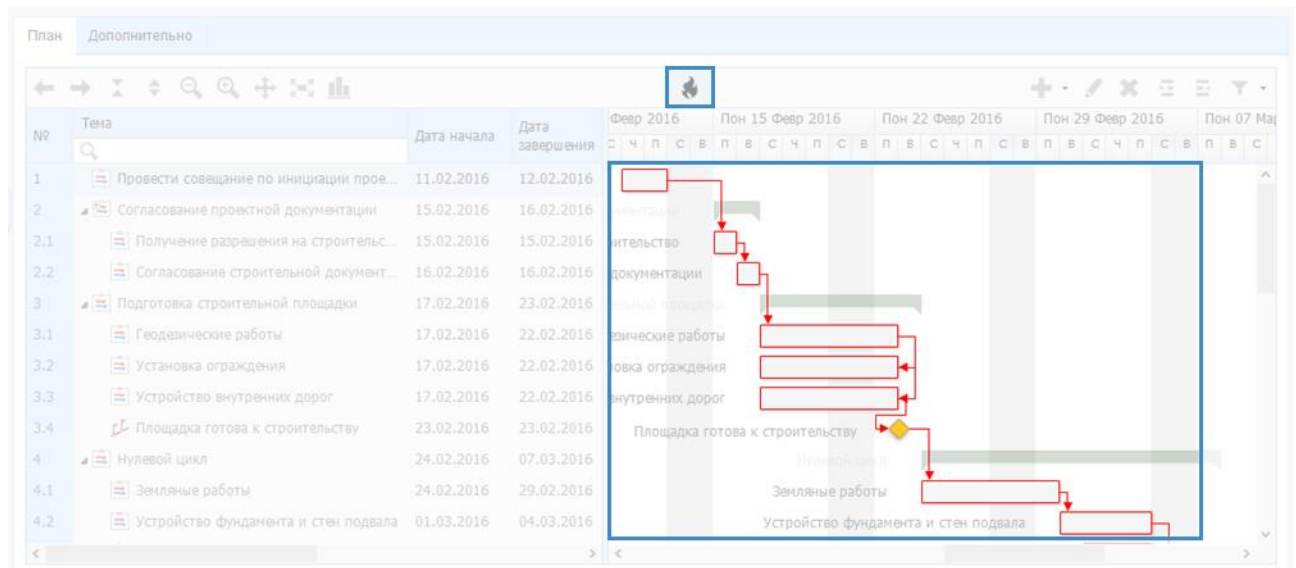 План Дополнительно
№ Тема Дата начала Дата завершения
Февр 2016 Пон 15 Февр 2016 Пон 22 Февр 2016 Пон 29 Февр 2016 Пон 07 Мар
С Ч П С В П В С Ч П С В П В С Ч П С В П В С Ч П С В П В С
1 Провести совещание по инициации прое... 11.02.2016 12.02.2016
2 Согласование проектной документации 15.02.2016 16.02.2016
2.1 Получение разрешения на строительс... 15.02.2016 15.02.2016 ительство
2.2 Согласование строительной документ... 16.02.2016 16.02.2016 документации
3 Подготовка строительной площадки 17.02.2016 23.02.2016
3.1 Геодезические работы 17.02.2016 22.02.2016 езические работы
3.2 Установка ограждения 17.02.2016 22.02.2016 овка ограждения
3.3 Устройство внутренних дорог 17.02.2016 22.02.2016 внутренних дорог
3.4 Площадка готова к строительству 23.02.2016 23.02.2016 Площадка готова к строительству
4 Нулевой цикл 24.02.2016 07.03.2016 Нулевой цикл
4.1 Земляные работы 24.02.2016 29.02.2016 Земляные работы
4.2 Устройство фундамента и стен подвала 01.03.2016 04.03.2016 Устройство фундамента и стен подвала